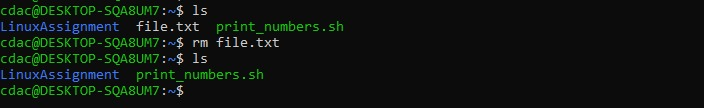 cdac@DESKTOP-SQA8UM7:~$ ls
LinuxAssignment  file.txt  print_numbers.sh
cdac@DESKTOP-SQA8UM7:~$ rm file.txt
cdac@DESKTOP-SQA8UM7:~$ ls
LinuxAssignment  print_numbers.sh
cdac@DESKTOP-SQA8UM7:~$